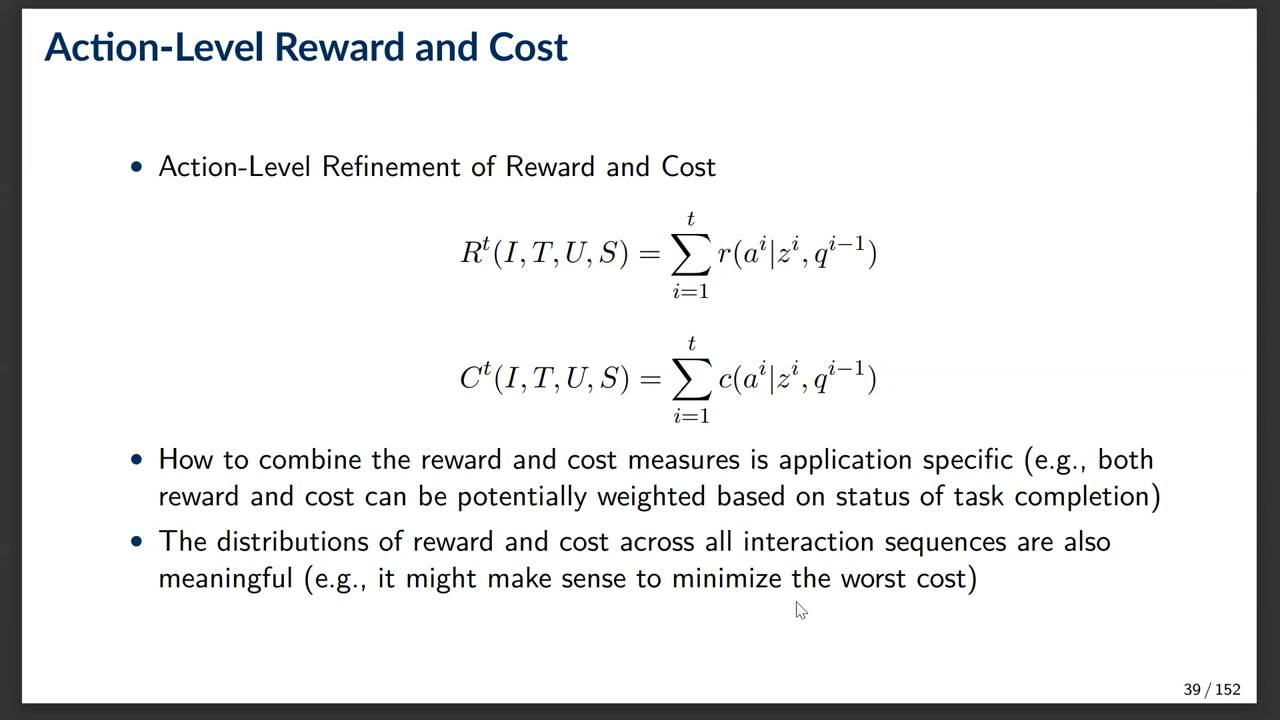 Action-Level Reward and Cost
• Action-Level Refinement of Reward and Cost
R^t(I, T, U, S) = \sum_{i=1}^{t} r(a^i|z^i, q^{i-1})
C^t(I, T, U, S) = \sum_{i=1}^{t} c(a^i|z^i, q^{i-1})
• How to combine the reward and cost measures is application specific (e.g., both
reward and cost can be potentially weighted based on status of task completion)
• The distributions of reward and cost across all interaction sequences are also
meaningful (e.g., it might make sense to minimize the worst cost)
39 / 152